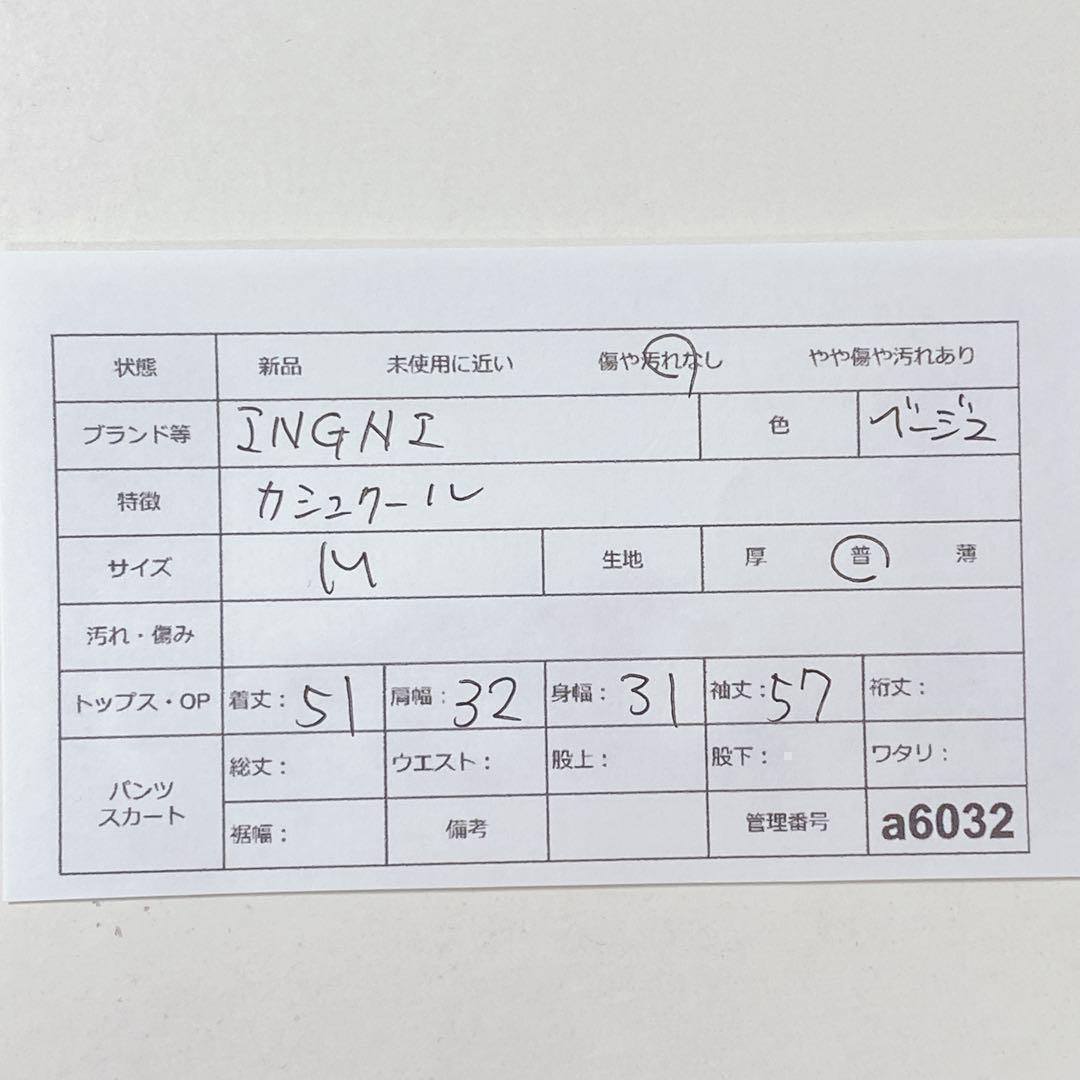 状態 新品 未使用に近い 傷や汚れなし やや傷や汚れあり
ブランド等 INGNI 色 ベージュ
特徴 カシュクール
サイズ M 生地 厚 普 薄
汚れ・傷み
トップス・OP 着丈: 51 肩幅: 32 身幅: 31 袖丈: 57 裄丈:
パンツ
スカート
総丈: ウエスト: 股上: 股下: ワタリ:
裾幅: 備考 管理番号 a6032